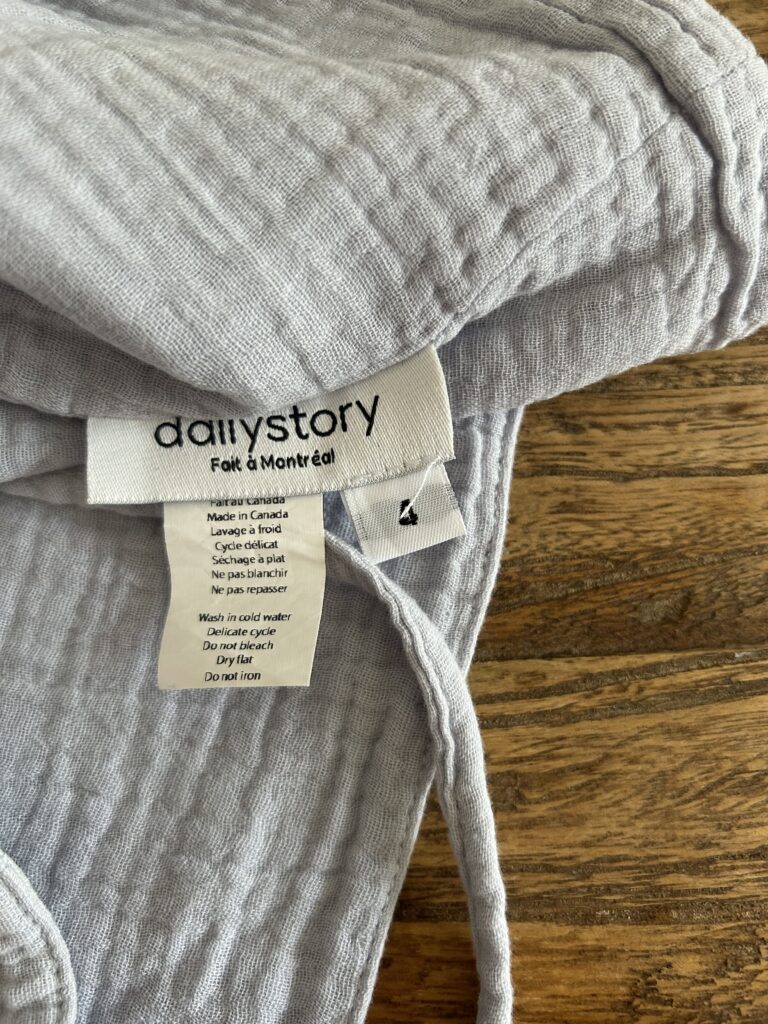 dailystory
Fait à Montréal
4
Fait au Canada
Made in Canada
Lavage à froid
Cycle délicat
Séchage à plat
Ne pas blanchir
Ne pas repasser
Wash in cold water
Delicate cycle
Do not bleach
Dry flat
Do not iron